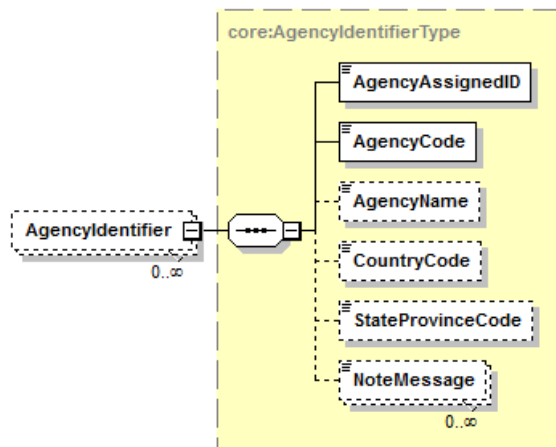 core:AgencyIdentifierType
AgencyAssignedID
AgencyCode
AgencyName
AgencyIdentifier
0..∞
CountryCode
StateProvinceCode
NoteMessage
0..∞